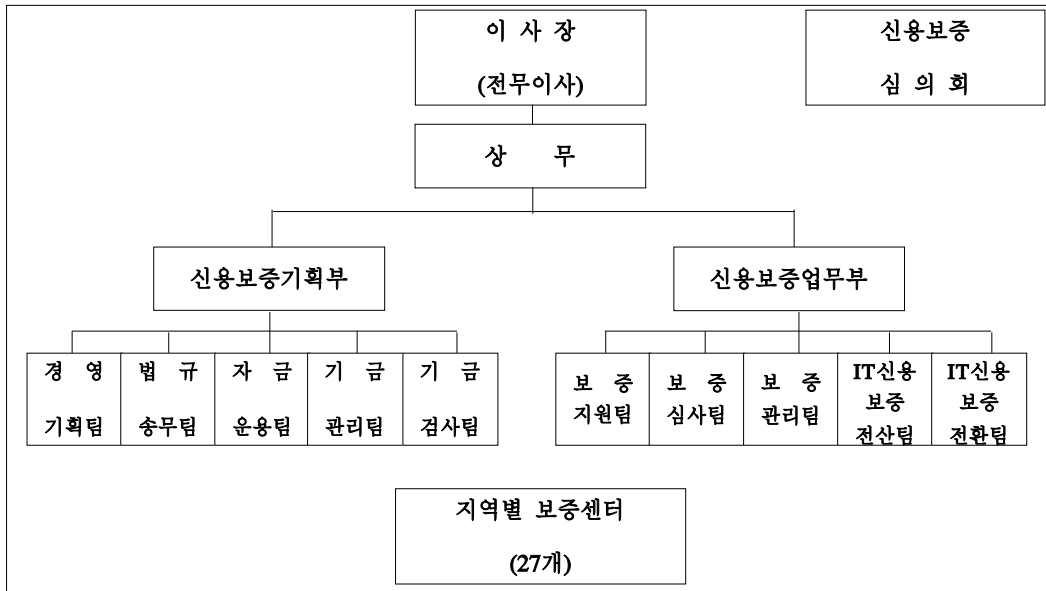 이 사 장
(전무이사)
신용보증
심 의 회
상 무
신용보증기획부
신용보증업무부
경 영
기획팀
법 규
송무팀
자 금
운용팀
기 금
관리팀
기 금
검사팀
보 증
지원팀
보 증
심사팀
보 증
관리팀
IT신용
보증
전산팀
IT신용
보증
전환팀
지역별 보증센터
(27개)